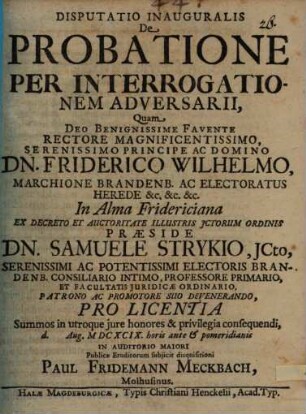 DISPUTATIO INAUGURALIS
De
PROBATIONE
PER INTERROGATIO-
NEM ADVERSARII,
Quam
DEO BENIGNISSIME FAVENTE
RECTORE MAGNIFICENTISSIMO,
SERENISSIMO PRINCIPE AC DOMINO
DN. FRIDERICO WILHELMO,
MARCHIONE BRANDENB. AC ELECTORATUS
HEREDE &c, &c. &c.
In Alma Fridericiana
EX DECRETO ET AUCTORITATE ILLUSTRIS JCTORUM ORDINIS
PRÆSIDE
DN. SAMUELE STRYKIO, JCto,
SERENISSIMI AC POTENTISSIMI ELECTORIS BRAN-
DENB. CONSILIARIO INTIMO, PROFESSORE PRIMARIO,
ET FACULTATIS JURIDICÆ ORDINARIO,
PATRONO AC PROMOTORE SUO DEVENERANDO,
PRO LICENTIA
Summos in utroque jure honores & privilegia consequendi,
d. Aug. MDCXCIX. horis ante & pomeridianis
IN AUDITORIO MAIORI
Publicæ Eruditorum subjicit disquisitioni
PAUL FRIDEMANN MECKBACH,
Molhusinus.
HALÆ MAGDEBURGICÆ, Typis Christiani Henckelii, Acad. Typ.